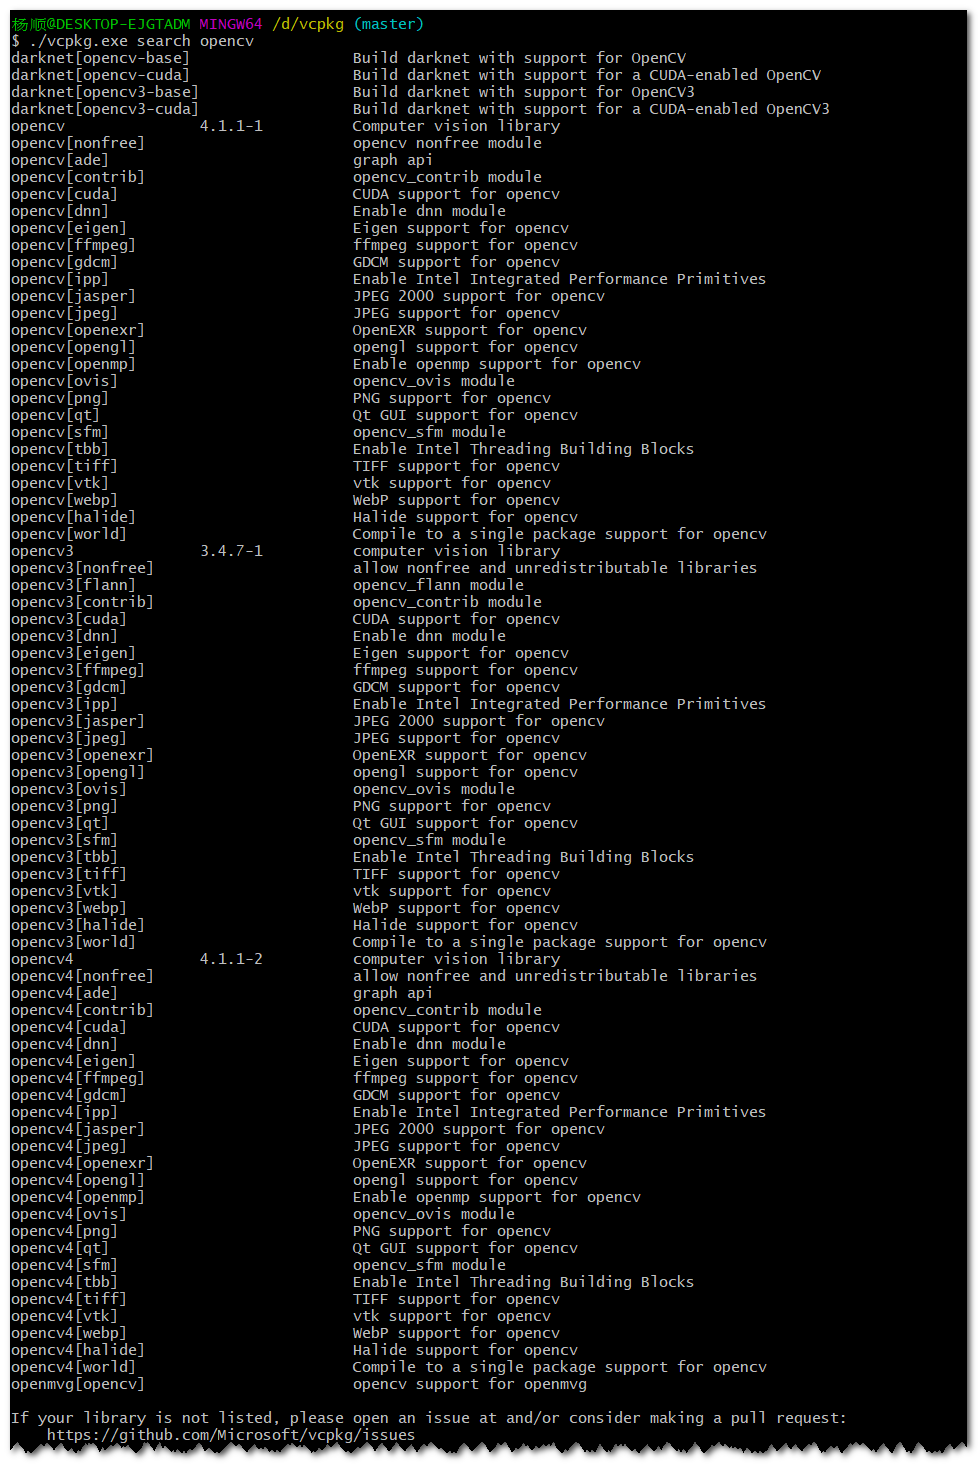 杨顺@DESKTOP-EJGTADM MINGW64 /d/vcpkg (master)
$ ./vcpkg.exe search opencv
darknet[opencv-base] Build darknet with support for OpenCV
darknet[opencv-cuda] Build darknet with support for a CUDA-enabled OpenCV
darknet[opencv3-base] Build darknet with support for OpenCV3
darknet[opencv3-cuda] Build darknet with support for a CUDA-enabled OpenCV3
opencv 4.1.1-1 Computer vision library
opencv[nonfree] opencv nonfree module
opencv[ade] graph api
opencv[contrib] opencv_contrib module
opencv[cuda] CUDA support for opencv
opencv[dnn] Enable dnn module
opencv[eigen] Eigen support for opencv
opencv[ffmpeg] ffmpeg support for opencv
opencv[gdcm] GDCM support for opencv
opencv[ipp] Enable Intel Integrated Performance Primitives
opencv[jasper] JPEG 2000 support for opencv
opencv[jpeg] JPEG support for opencv
opencv[openexr] OpenEXR support for opencv
opencv[opengl] opengl support for opencv
opencv[openmp] Enable openmp support for opencv
opencv[ovis] opencv_ovis module
opencv[png] PNG support for opencv
opencv[qt] Qt GUI support for opencv
opencv[sfm] opencv_sfm module
opencv[tbb] Enable Intel Threading Building Blocks
opencv[tiff] TIFF support for opencv
opencv[vtk] vtk support for opencv
opencv[webp] WebP support for opencv
opencv[halide] Halide support for opencv
opencv[world] Compile to a single package support for opencv
opencv3 3.4.7-1 computer vision library
opencv3[nonfree] allow nonfree and unredistributable libraries
opencv3[flann] opencv_flann module
opencv3[contrib] opencv_contrib module
opencv3[cuda] CUDA support for opencv
opencv3[dnn] Enable dnn module
opencv3[eigen] Eigen support for opencv
opencv3[ffmpeg] ffmpeg support for opencv
opencv3[gdcm] GDCM support for opencv
opencv3[ipp] Enable Intel Integrated Performance Primitives
opencv3[jasper] JPEG 2000 support for opencv
opencv3[jpeg] JPEG support for opencv
opencv3[openexr] OpenEXR support for opencv
opencv3[opengl] opengl support for opencv
opencv3[ovis] opencv_ovis module
opencv3[png] PNG support for opencv
opencv3[qt] Qt GUI support for opencv
opencv3[sfm] opencv_sfm module
opencv3[tbb] Enable Intel Threading Building Blocks
opencv3[tiff] TIFF support for opencv
opencv3[vtk] vtk support for opencv
opencv3[webp] WebP support for opencv
opencv3[halide] Halide support for opencv
opencv3[world] Compile to a single package support for opencv
opencv4 4.1.1-2 computer vision library
opencv4[nonfree] allow nonfree and unredistributable libraries
opencv4[ade] graph api
opencv4[contrib] opencv_contrib module
opencv4[cuda] CUDA support for opencv
opencv4[dnn] Enable dnn module
opencv4[eigen] Eigen support for opencv
opencv4[ffmpeg] ffmpeg support for opencv
opencv4[gdcm] GDCM support for opencv
opencv4[ipp] Enable Intel Integrated Performance Primitives
opencv4[jasper] JPEG 2000 support for opencv
opencv4[jpeg] JPEG support for opencv
opencv4[openexr] OpenEXR support for opencv
opencv4[opengl] opengl support for opencv
opencv4[openmp] Enable openmp support for opencv
opencv4[ovis] opencv_ovis module
opencv4[png] PNG support for opencv
opencv4[qt] Qt GUI support for opencv
opencv4[sfm] opencv_sfm module
opencv4[tbb] Enable Intel Threading Building Blocks
opencv4[tiff] TIFF support for opencv
opencv4[vtk] vtk support for opencv
opencv4[webp] WebP support for opencv
opencv4[halide] Halide support for opencv
opencv4[world] Compile to a single package support for opencv
openmvg[opencv] opencv support for openmvg
If your library is not listed, please open an issue at and/or consider making a pull request:
https://github.com/Microsoft/vcpkg/issues